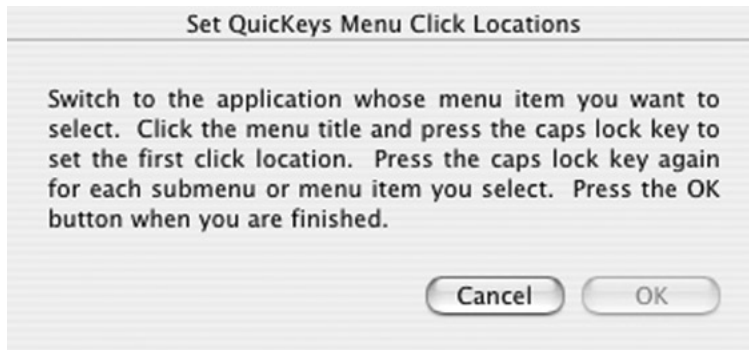 Set QuicKeys Menu Click Locations
Switch to the application whose menu item you want to
select. Click the menu title and press the caps lock key to
set the first click location. Press the caps lock key again
for each submenu or menu item you select. Press the OK
button when you are finished.
Cancel OK